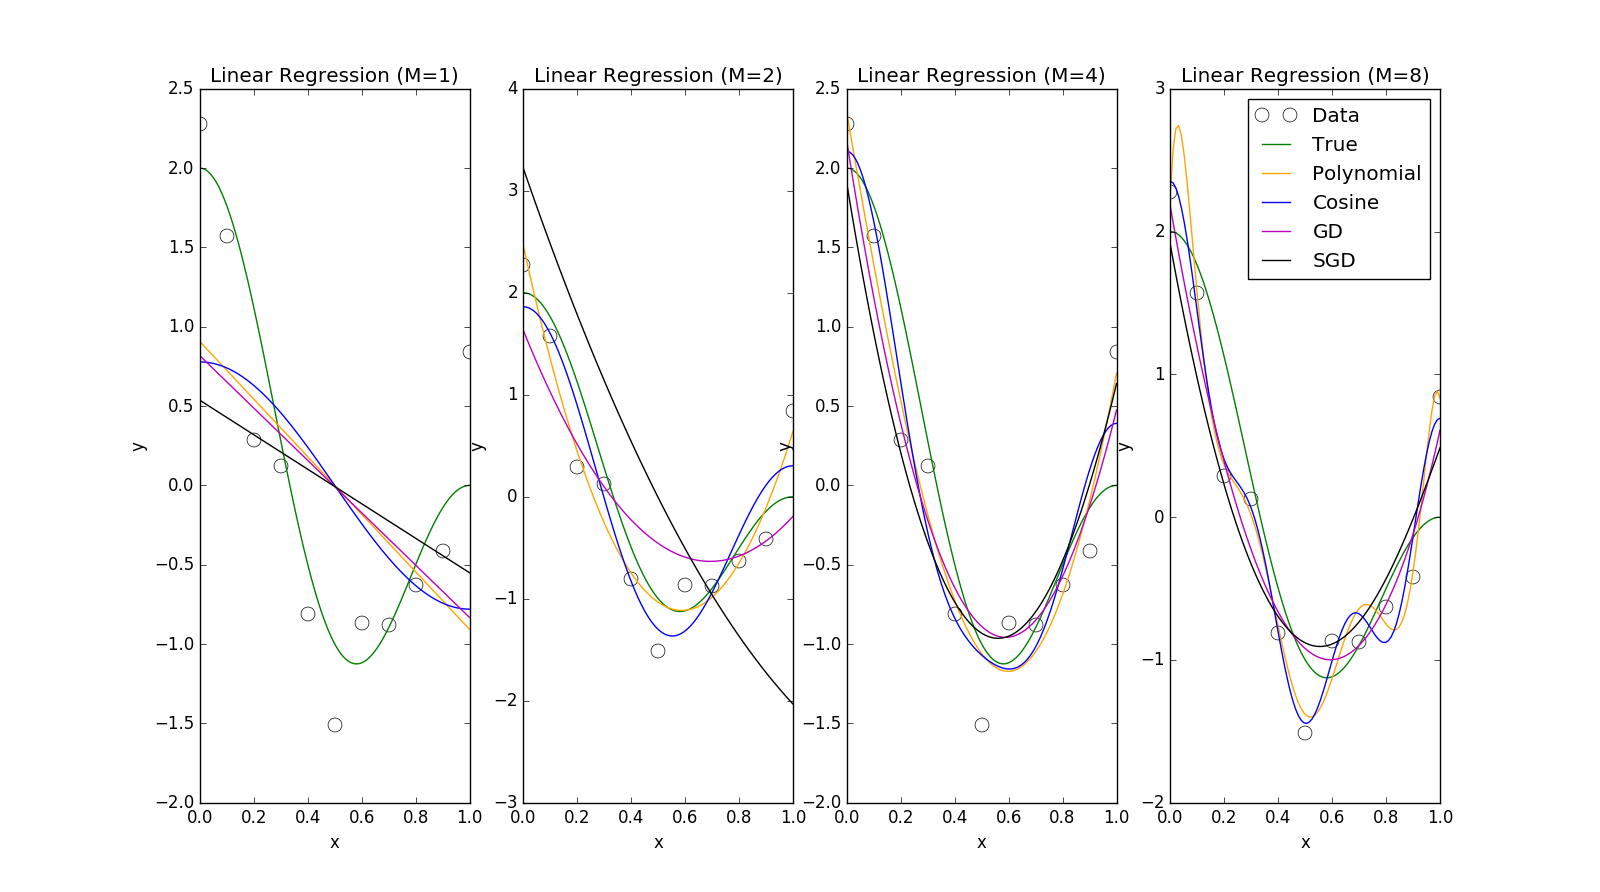 Linear Regression (M=1)
2.5
2.0
1.5
1.0
0.5
0.0
−0.5
−1.0
−1.5
−2.0
0.0 0.2 0.4 0.6 0.8 1.0
x
y
Linear Regression (M=2)
4
3
2
1
0
−1
−2
−3
0.0 0.2 0.4 0.6 0.8 1.0
x
y
Linear Regression (M=4)
2.5
2.0
1.5
1.0
0.5
0.0
−0.5
−1.0
−1.5
−2.0
0.0 0.2 0.4 0.6 0.8 1.0
x
y
Linear Regression (M=8)
3
2
1
0
−1
−2
0.0 0.2 0.4 0.6 0.8 1.0
x
y
Data
True
Polynomial
Cosine
GD
SGD